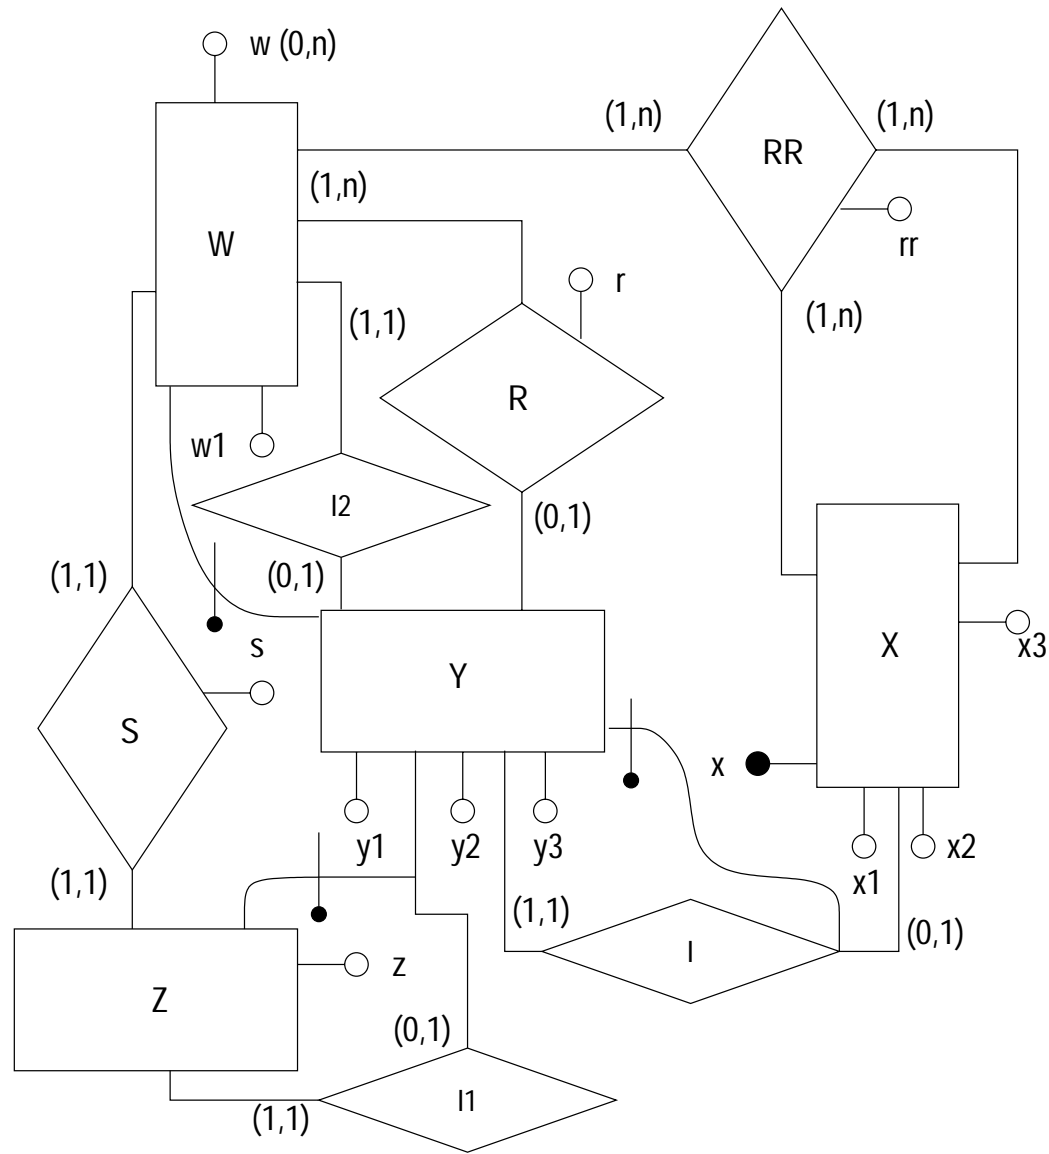 w (0,n)
(1,n)
(1,n)
RR
(1,n)
W
rr
r
(1,n)
(1,1)
R
w1
I2
(0,1)
(1,1)
(0,1)
s
X
x3
Y
S
x
y1
y2
y3
x2
x1
(1,1)
(1,1)
(0,1)
I
z
Z
(0,1)
I1
(1,1)